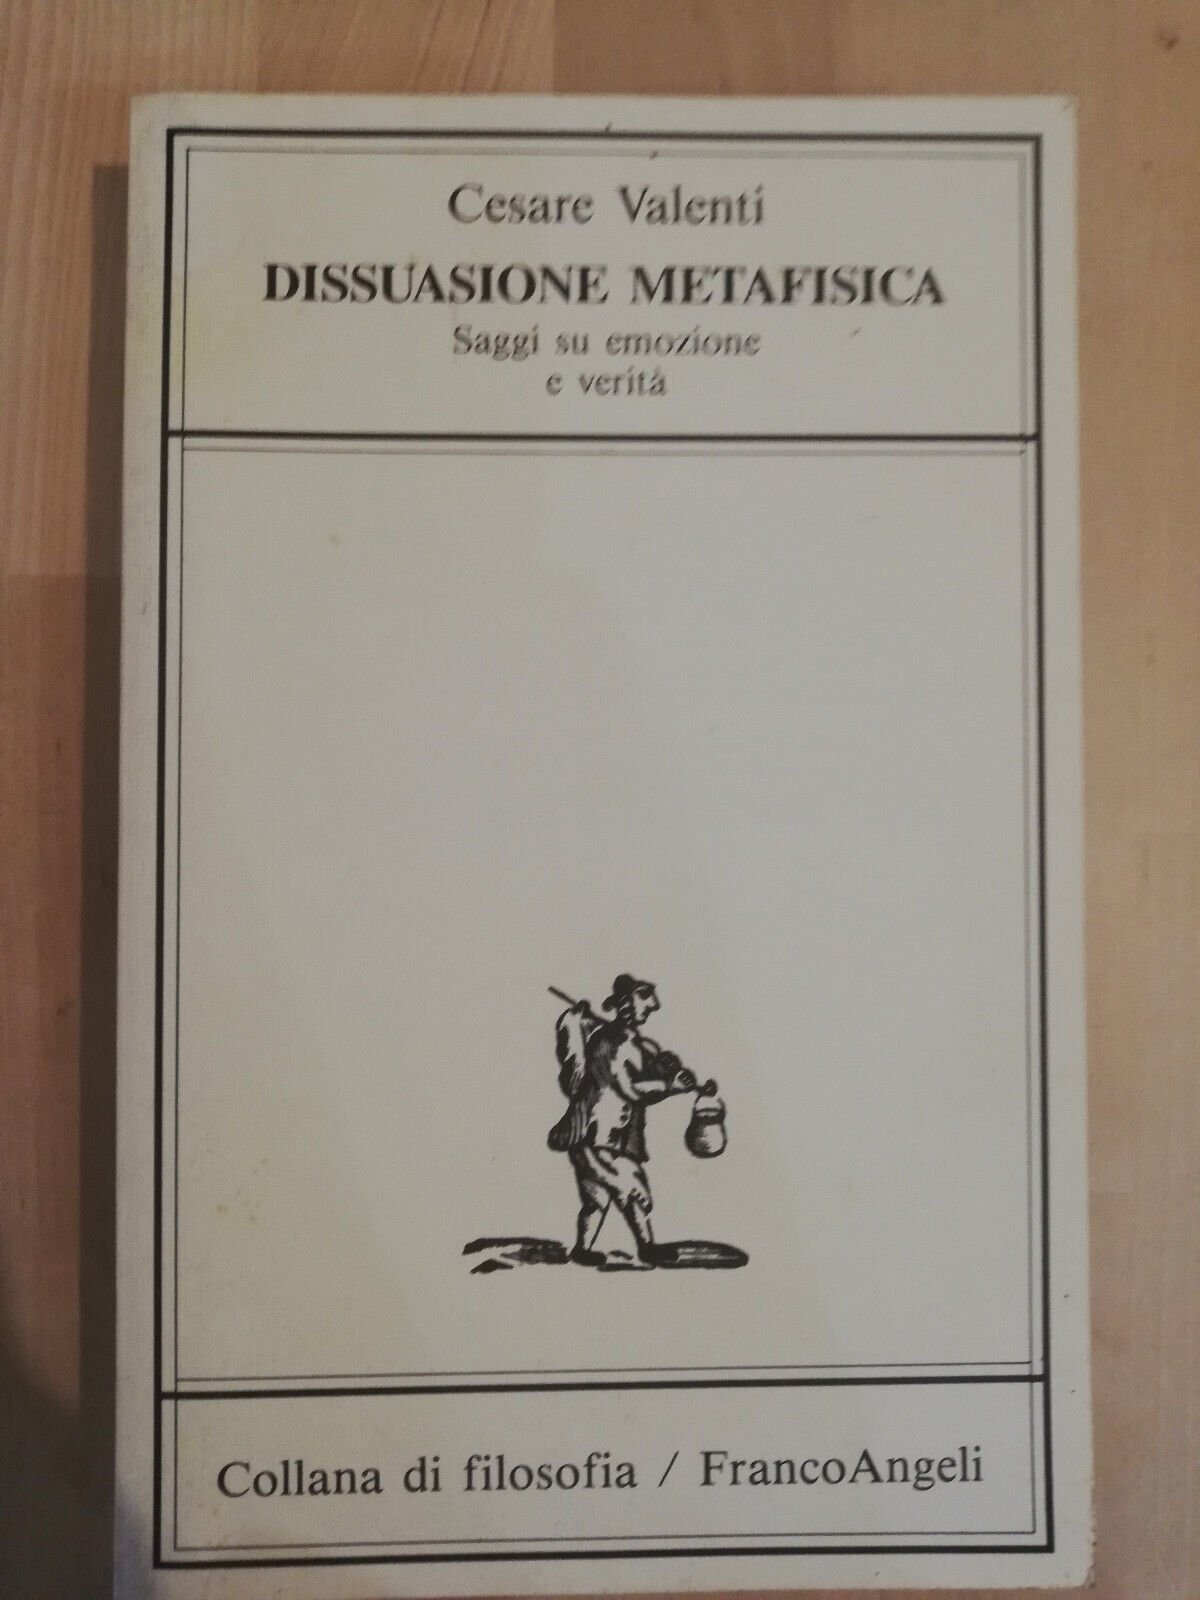 Cesare Valenti
DISSUASIONE METAFISICA
Saggi su emozione
e verità
Collana di filosofia / FrancoAngeli